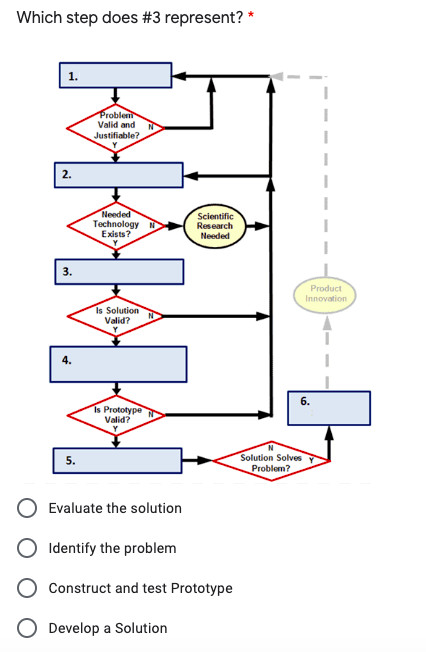 Which step does #3 represent? *
1.
Problem
Valid and
Justifiable?
N
Y
2.
Needed
Technology
Exists?
N
Y
Scientific
Research
Needed
3.
Is Solution
Valid?
N
Y
Product
Innovation
4.
Is Prototype
Valid?
N
Y
6.
5.
N
Solution Solves
Problem?
Y
Evaluate the solution
Identify the problem
Construct and test Prototype
Develop a Solution